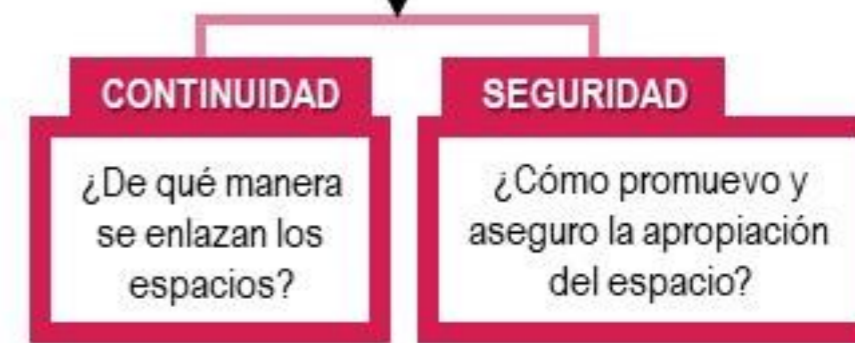 CONTINUIDAD
¿De qué manera
se enlazan los
espacios?
SEGURIDAD
¿Cómo promuevo y
aseguro la apropiación
del espacio?